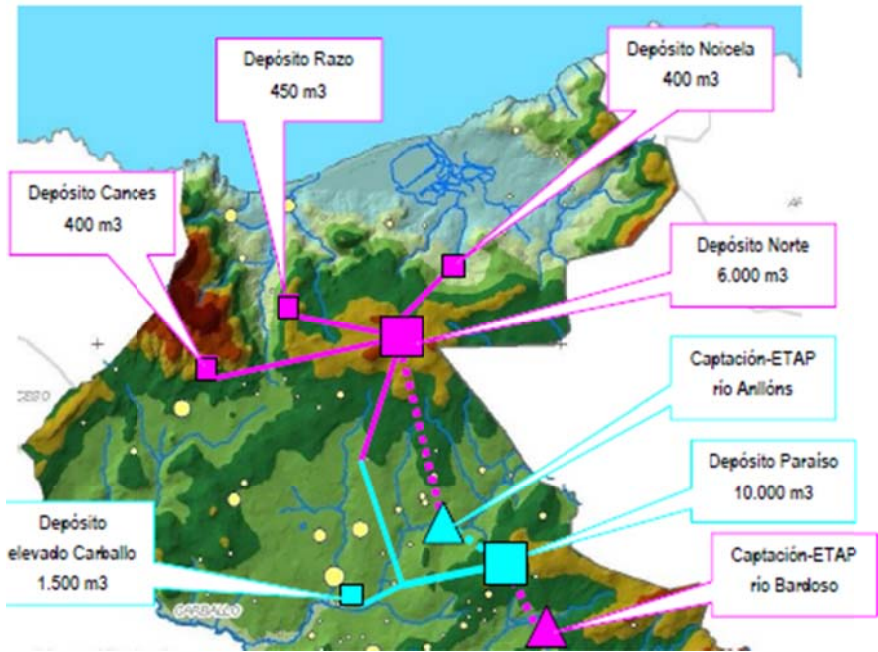 Depósito Razo
450 m3
Depósito Noicela
400 m3
Depósito Cances
400 m3
Depósito Norte
6.000 m3
Captación-ETAP
río Anllóns
Depósito Paraíso
10.000 m3
Depósito
elevado Carballo
1.500 m3
Captación-ETAP
río Bardoso
CARBALLO